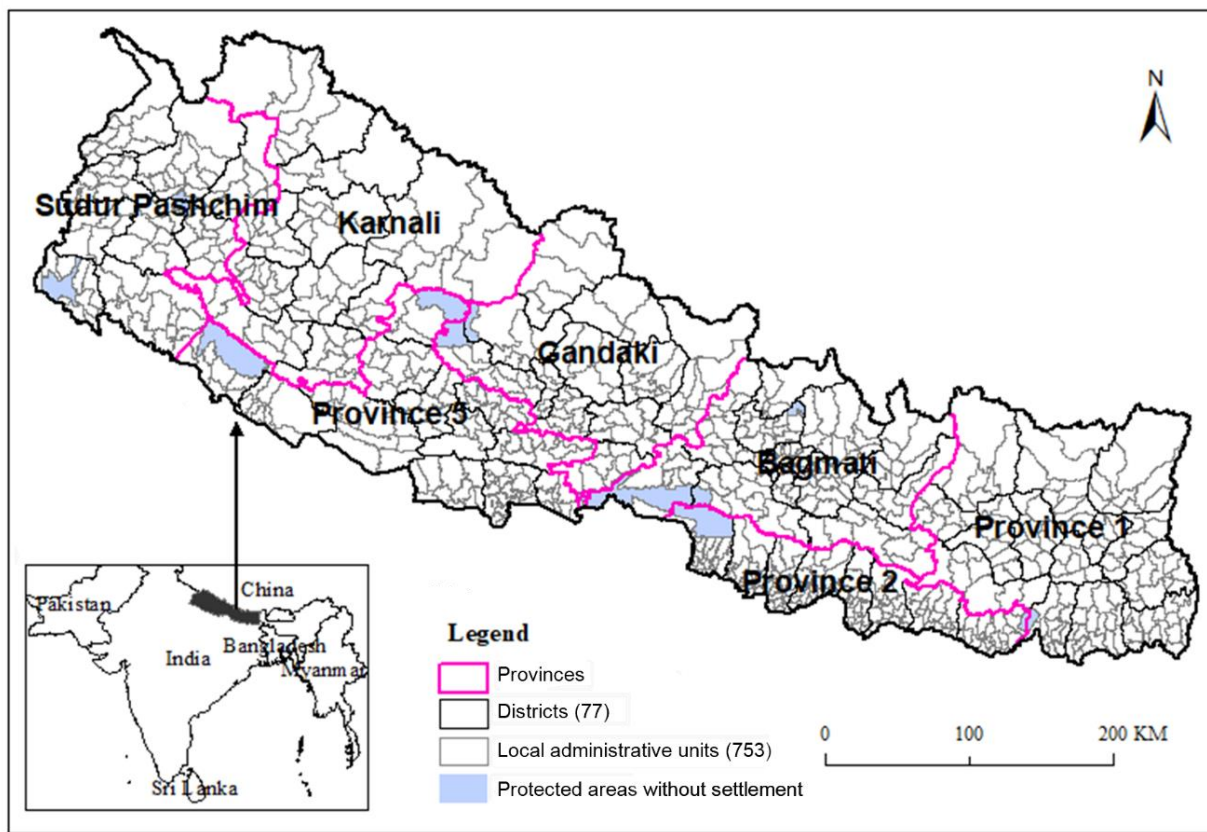 N
Sudur Pashchim
Karnali
Gandaki
Province 5
Bagmati
Province 1
Province 2
China
Pakistan
Bangladesh
India
Myanmar
Sri Lanka
Legend
Provinces
Districts (77)
Local administrative units (753)
Protected areas without settlement
0 100 200 KM